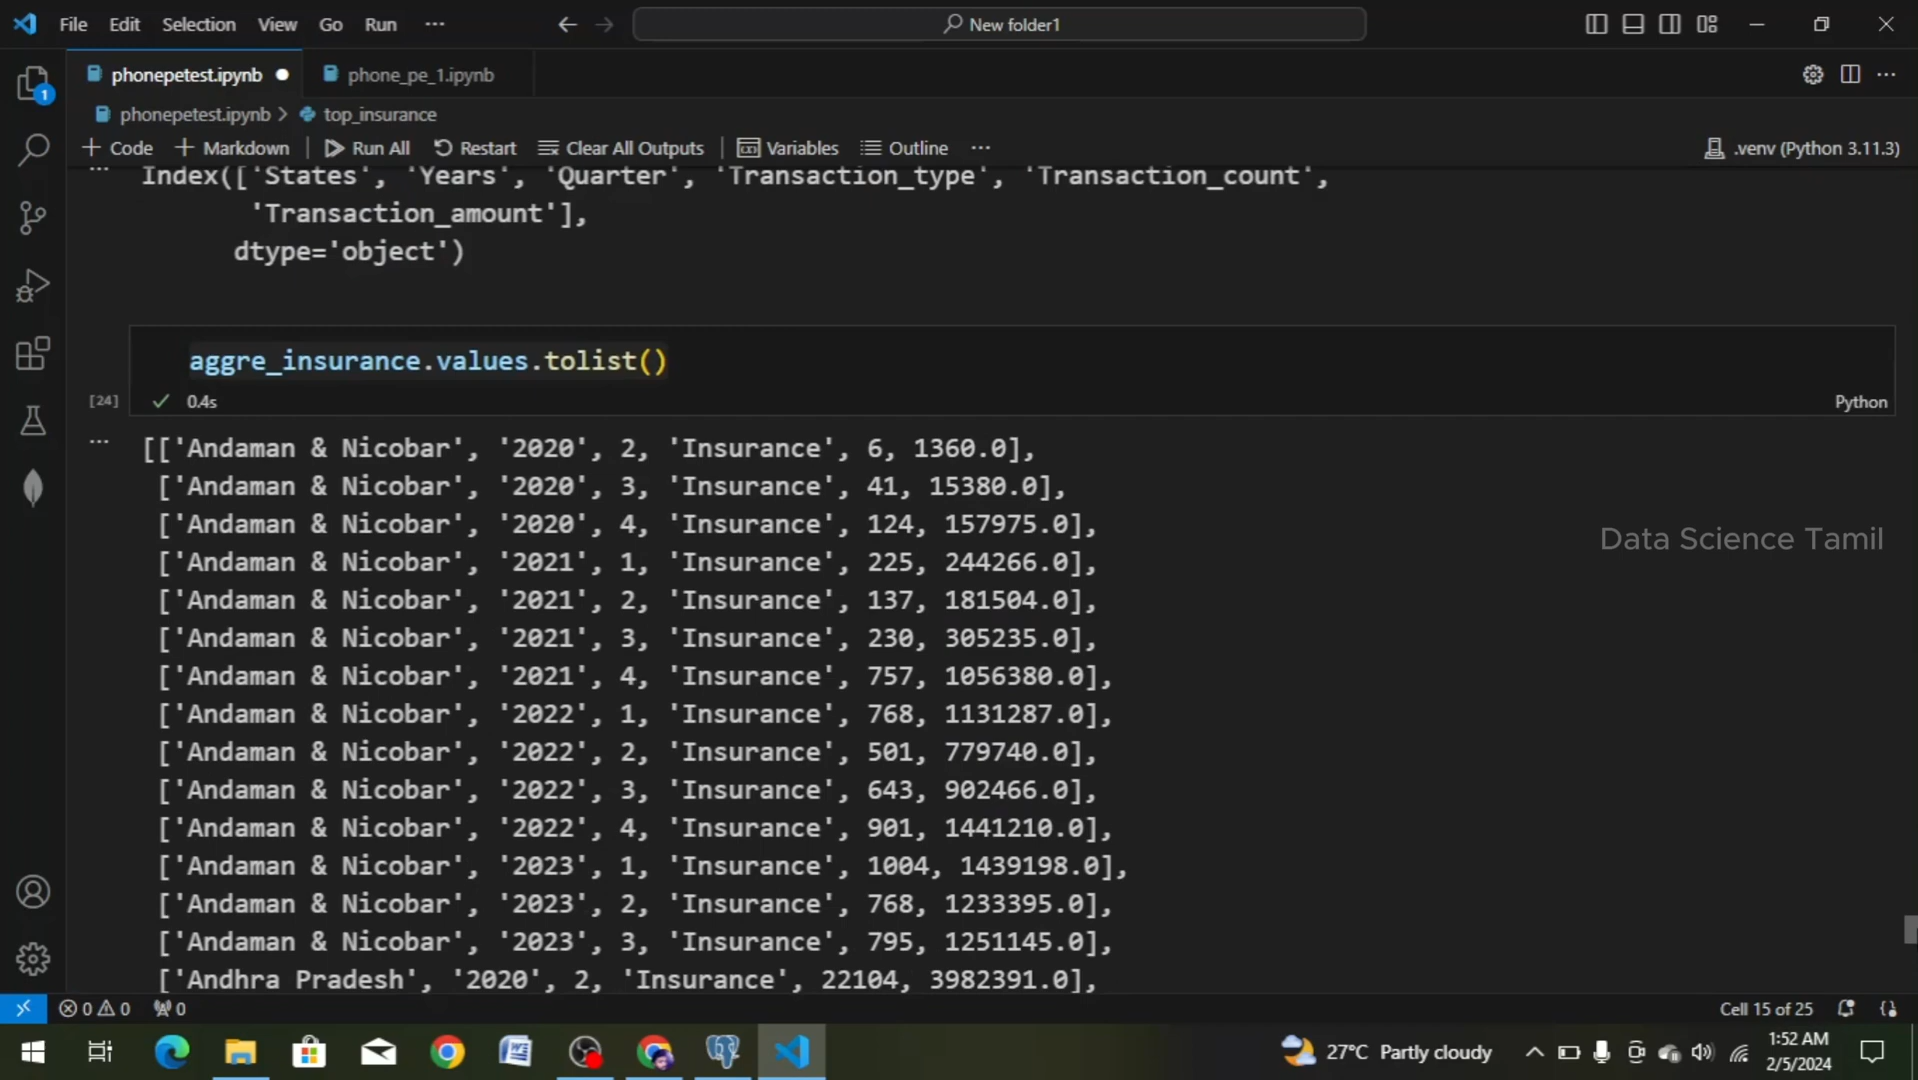 File Edit Selection View Go Run ··· New folder1
phonepetest.ipynb phone_pe_1.ipynb
1
phonepetest.ipynb > top_insurance
+ Code + Markdown Run All Restart Clear All Outputs Variables Outline ··· .venv (Python 3.11.3)
Index(['States', 'Years', 'Quarter', 'Transaction_type', 'Transaction_count',
'Transaction_amount'],
dtype='object')
aggre_insurance.values.tolist()
[24] ✓ 0.4s Python
[['Andaman & Nicobar', '2020', 2, 'Insurance', 6, 1360.0],
['Andaman & Nicobar', '2020', 3, 'Insurance', 41, 15380.0],
['Andaman & Nicobar', '2020', 4, 'Insurance', 124, 157975.0],
Data Science Tamil
['Andaman & Nicobar', '2021', 1, 'Insurance', 225, 244266.0],
['Andaman & Nicobar', '2021', 2, 'Insurance', 137, 181504.0],
['Andaman & Nicobar', '2021', 3, 'Insurance', 230, 305235.0],
['Andaman & Nicobar', '2021', 4, 'Insurance', 757, 1056380.0],
['Andaman & Nicobar', '2022', 1, 'Insurance', 768, 1131287.0],
['Andaman & Nicobar', '2022', 2, 'Insurance', 501, 779740.0],
['Andaman & Nicobar', '2022', 3, 'Insurance', 643, 902466.0],
['Andaman & Nicobar', '2022', 4, 'Insurance', 901, 1441210.0],
['Andaman & Nicobar', '2023', 1, 'Insurance', 1004, 1439198.0],
['Andaman & Nicobar', '2023', 2, 'Insurance', 768, 1233395.0],
['Andaman & Nicobar', '2023', 3, 'Insurance', 795, 1251145.0],
['Andhra Pradesh', '2020', 2, 'Insurance', 22104, 3982391.0],
0 0 0 Cell 15 of 25
27°C Partly cloudy 1:52 AM
2/5/2024